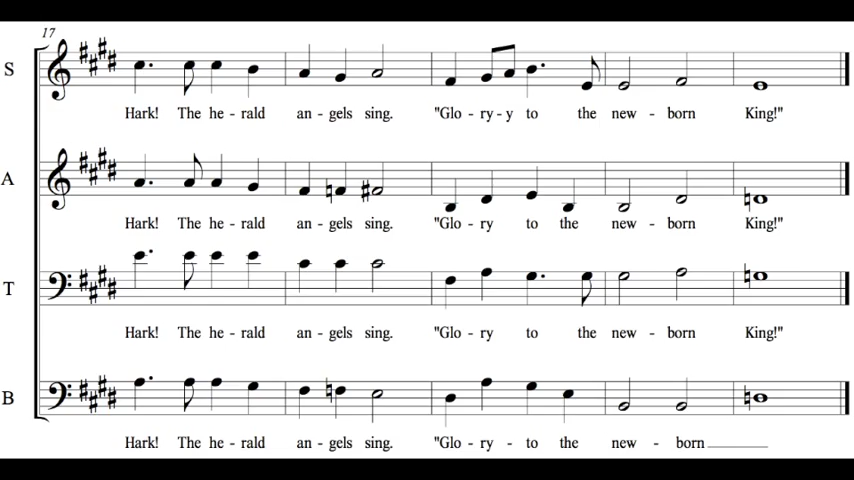 17
S
Hark! The he - rald an - gels sing. "Glo - ry - y to the new - born King!"
A
Hark! The he - rald an - gels sing. "Glo - ry to the new - born King!"
T
Hark! The he - rald an - gels sing. "Glo - ry to the new - born King!"
B
Hark! The he - rald an - gels sing. "Glo - ry - to the new - born